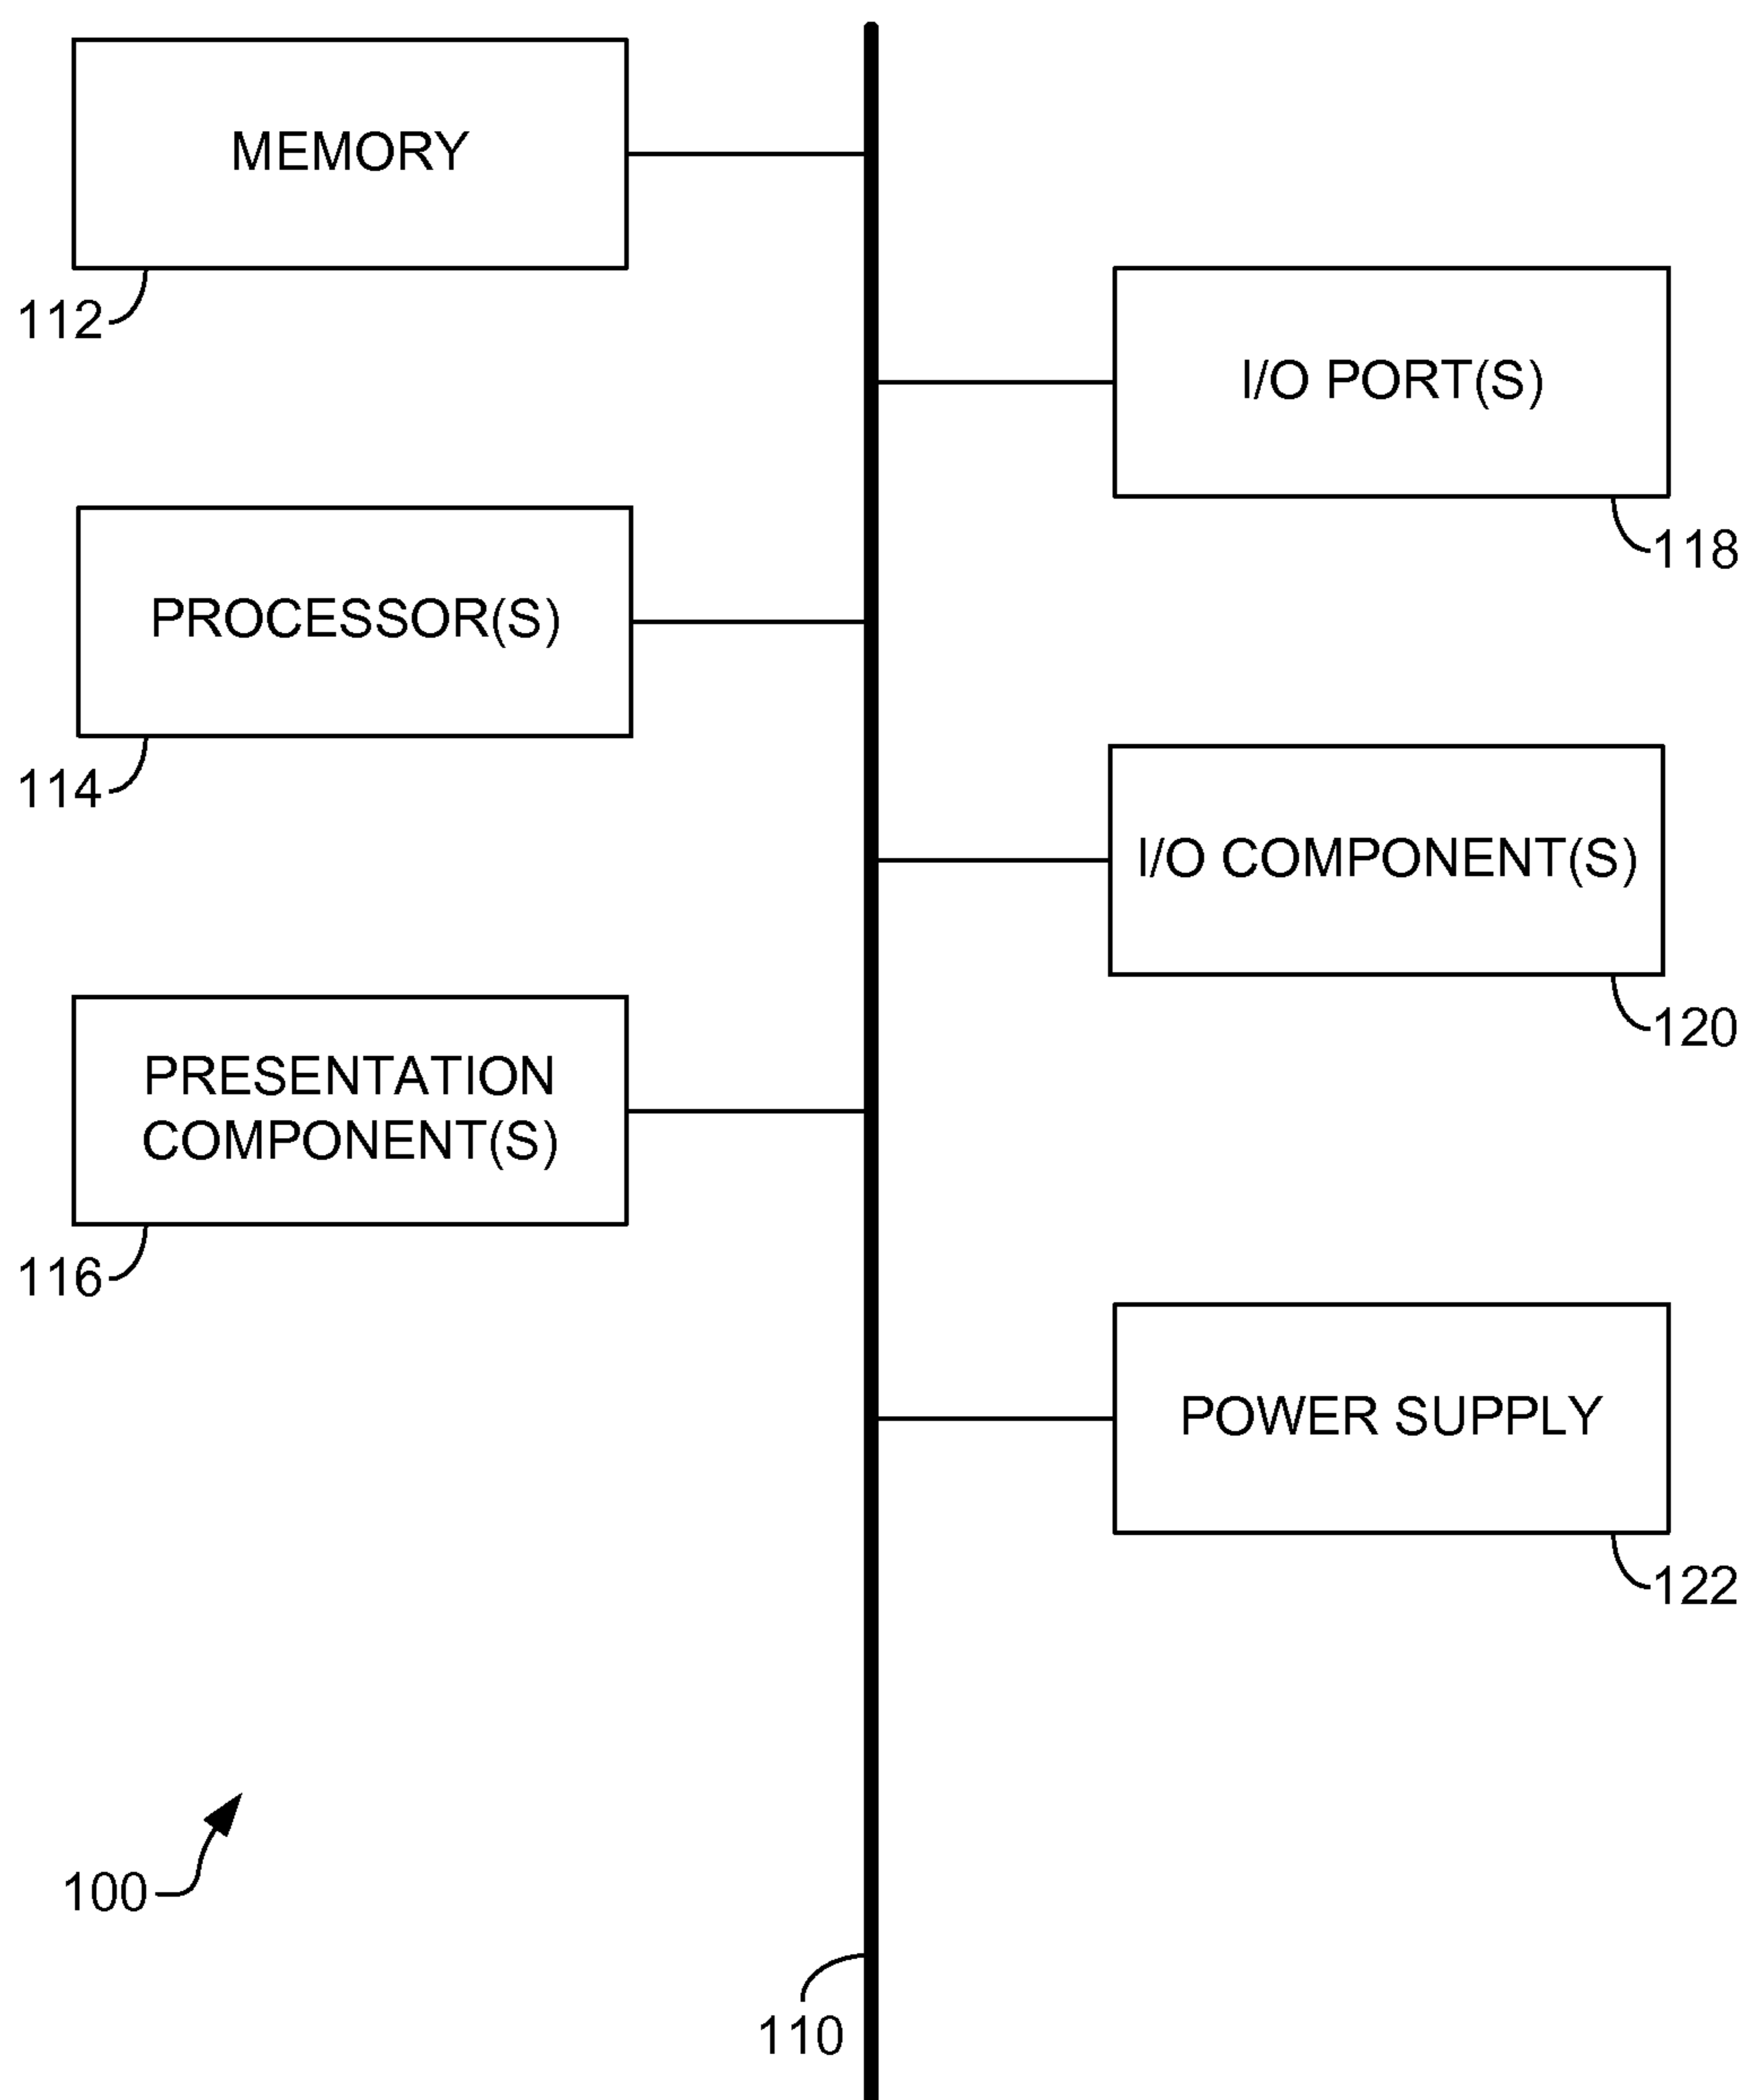 MEMORY
112
I/O PORT(S)
118
PROCESSOR(S)
114
I/O COMPONENT(S)
120
PRESENTATION
COMPONENT(S)
116
POWER SUPPLY
122
100
110